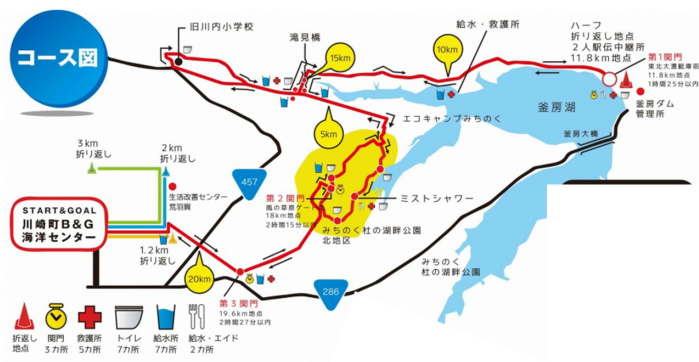 コース図
旧川内小学校
滝見橋
15km
給水・救護所
10km
ハーフ
折り返し地点
2人駅伝中継所
11.8km地点
第1関門
東北大漕艇庫前
11.8km地点
1時間25分以内
釜房湖
釜房ダム
管理所
釜房大橋
5km
エコキャンプみちのく
3km
折り返し
2km
折り返し
生活改善センター
荒羽賀
457
START&GOAL
川崎町B&G
海洋センター
1.2km
折り返し
第2関門
風の草原ゲート
18km地点
2時間15分以内
ミストシャワー
みちのく杜の湖畔公園
北地区
みちのく
杜の湖畔公園
20km
第3関門
19.6km地点
2時間27分以内
286
折返し
地点
関門
3カ所
救護所
5カ所
トイレ
7カ所
給水所
7カ所
給水・エイド
2カ所